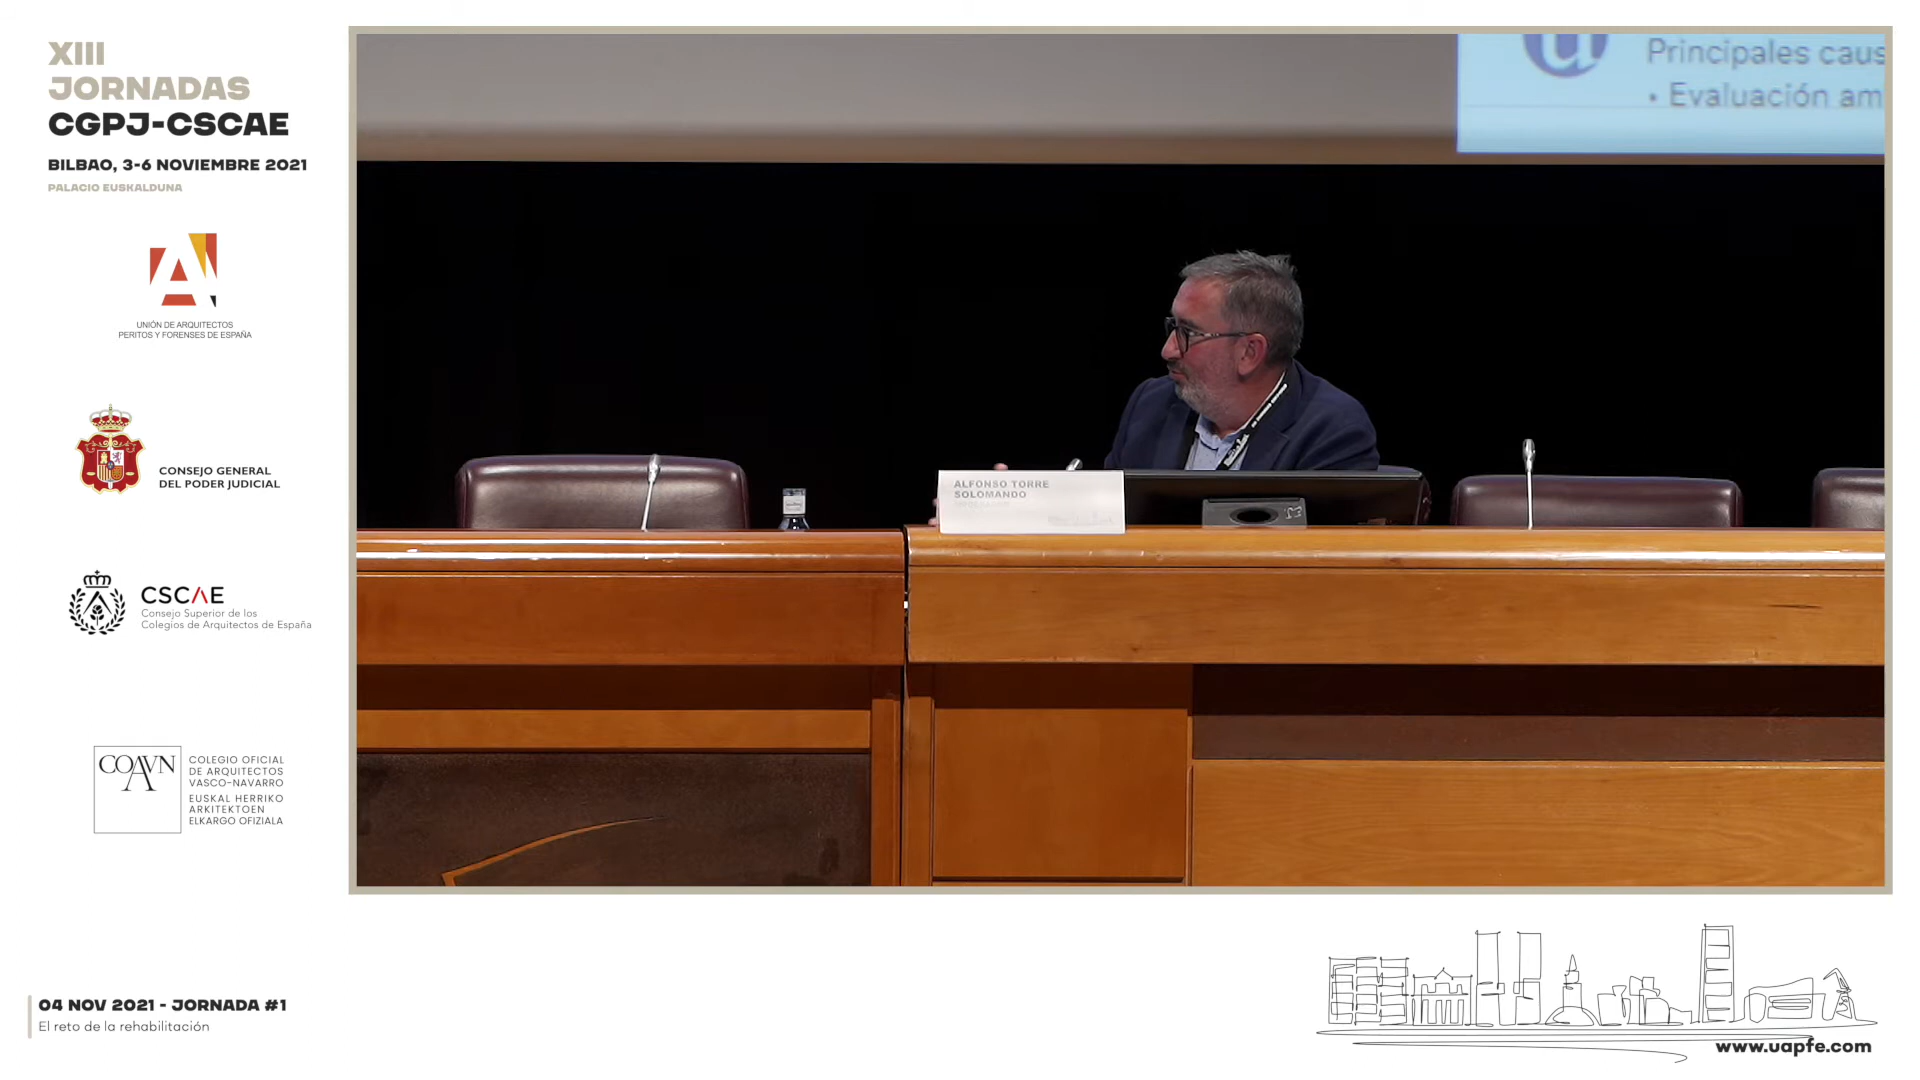 XIII
JORNADAS
CGPJ-CSCAE
BILBAO, 3-6 NOVIEMBRE 2021
PALACIO EUSKALDUNA
UNIÓN DE ARQUITECTOS
PERITOS Y FORENSES DE ESPAÑA
CONSEJO GENERAL
DEL PODER JUDICIAL
CSCAE
Consejo Superior de los
Colegios de Arquitectos de España
COAVN
COLEGIO OFICIAL
DE ARQUITECTOS
VASCO-NAVARRO
EUSKAL HERRIKO
ARKITEKTOEN
ELKARGO OFIZIALA
04 NOV 2021 - JORNADA #1
El reto de la rehabilitación
u
Principales caus
• Evaluación am
ALFONSO TORRE
SOLOMANDO
www.uapfe.com